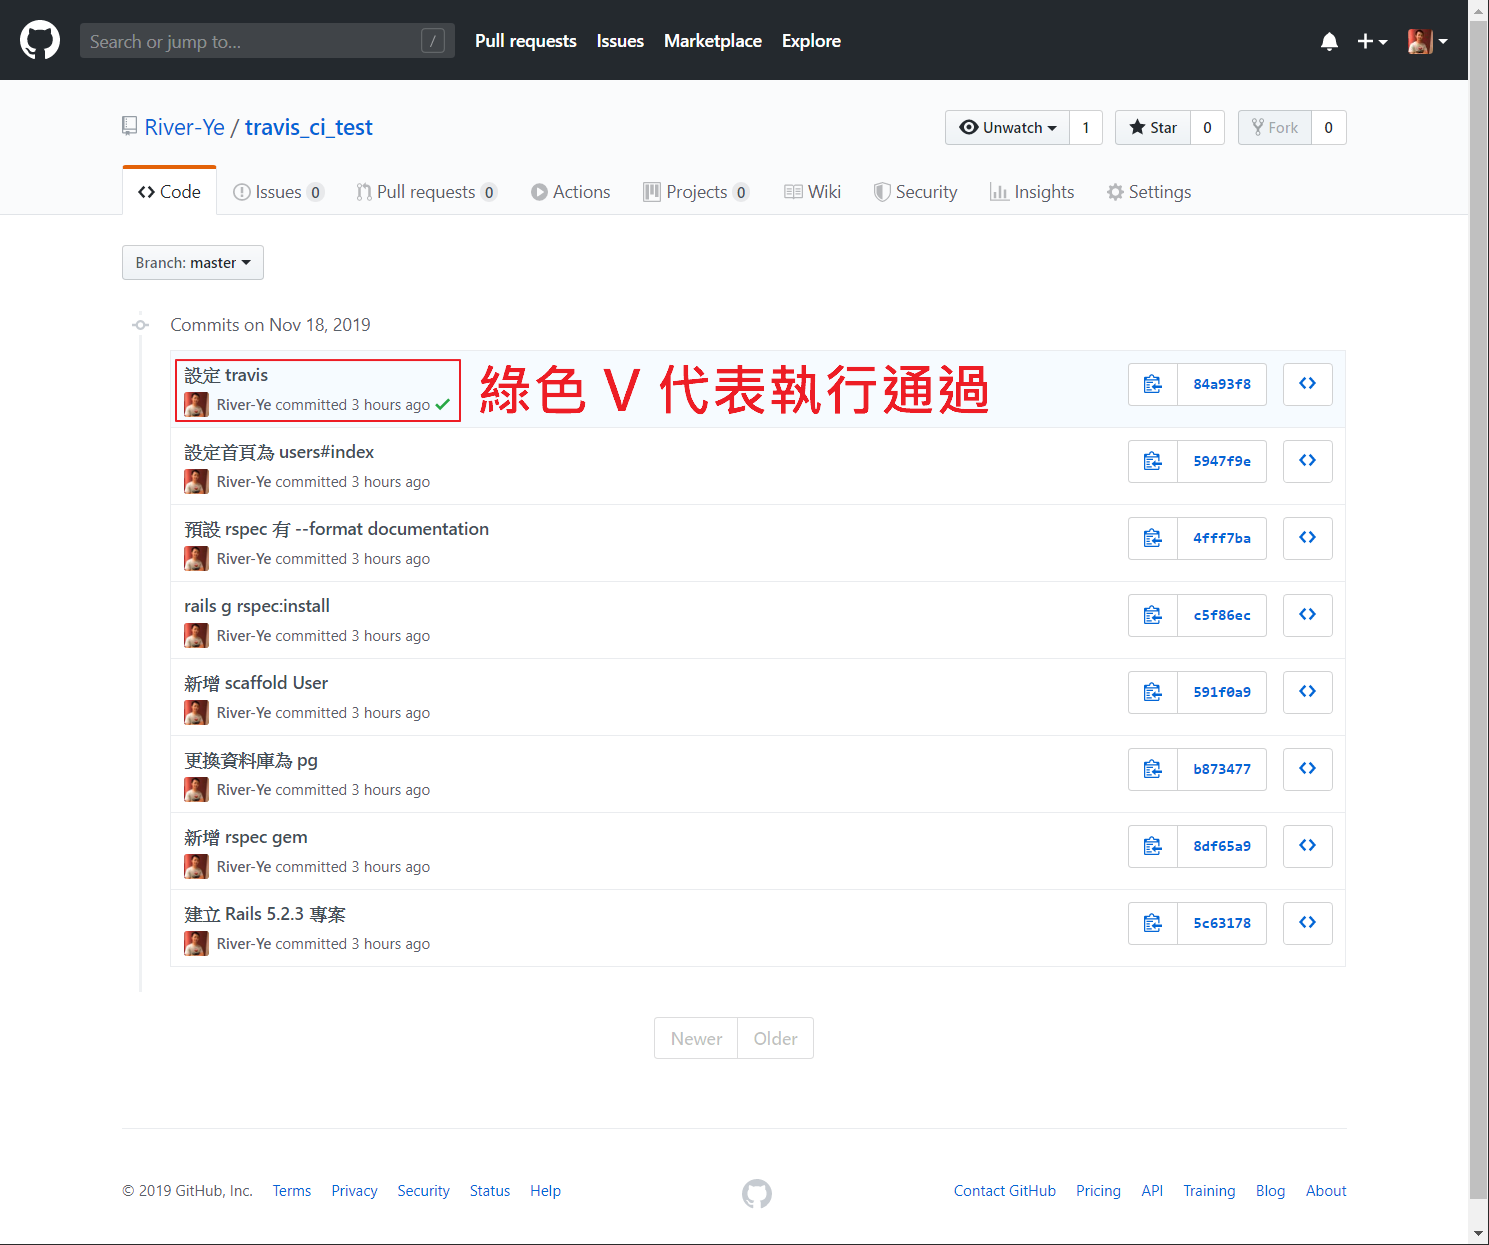 Search or jump to... /
Pull requests Issues Marketplace Explore
River-Ye / travis_ci_test
Unwatch 1 Star 0 Fork 0
Code Issues 0 Pull requests 0 Actions Projects 0 Wiki Security Insights Settings
Branch: master
Commits on Nov 18, 2019
設定 travis
River-Ye committed 3 hours ago
綠色 V 代表執行通過
84a93f8
設定首頁為 users#index
River-Ye committed 3 hours ago
5947f9e
預設 rspec 有 --format documentation
River-Ye committed 3 hours ago
4fff7ba
rails g rspec:install
River-Ye committed 3 hours ago
c5f86ec
新增 scaffold User
River-Ye committed 3 hours ago
591f0a9
更換資料庫為 pg
River-Ye committed 3 hours ago
b873477
新增 rspec gem
River-Ye committed 3 hours ago
8df65a9
建立 Rails 5.2.3 專案
River-Ye committed 3 hours ago
5c63178
Newer Older
© 2019 GitHub, Inc. Terms Privacy Security Status Help
Contact GitHub Pricing API Training Blog About